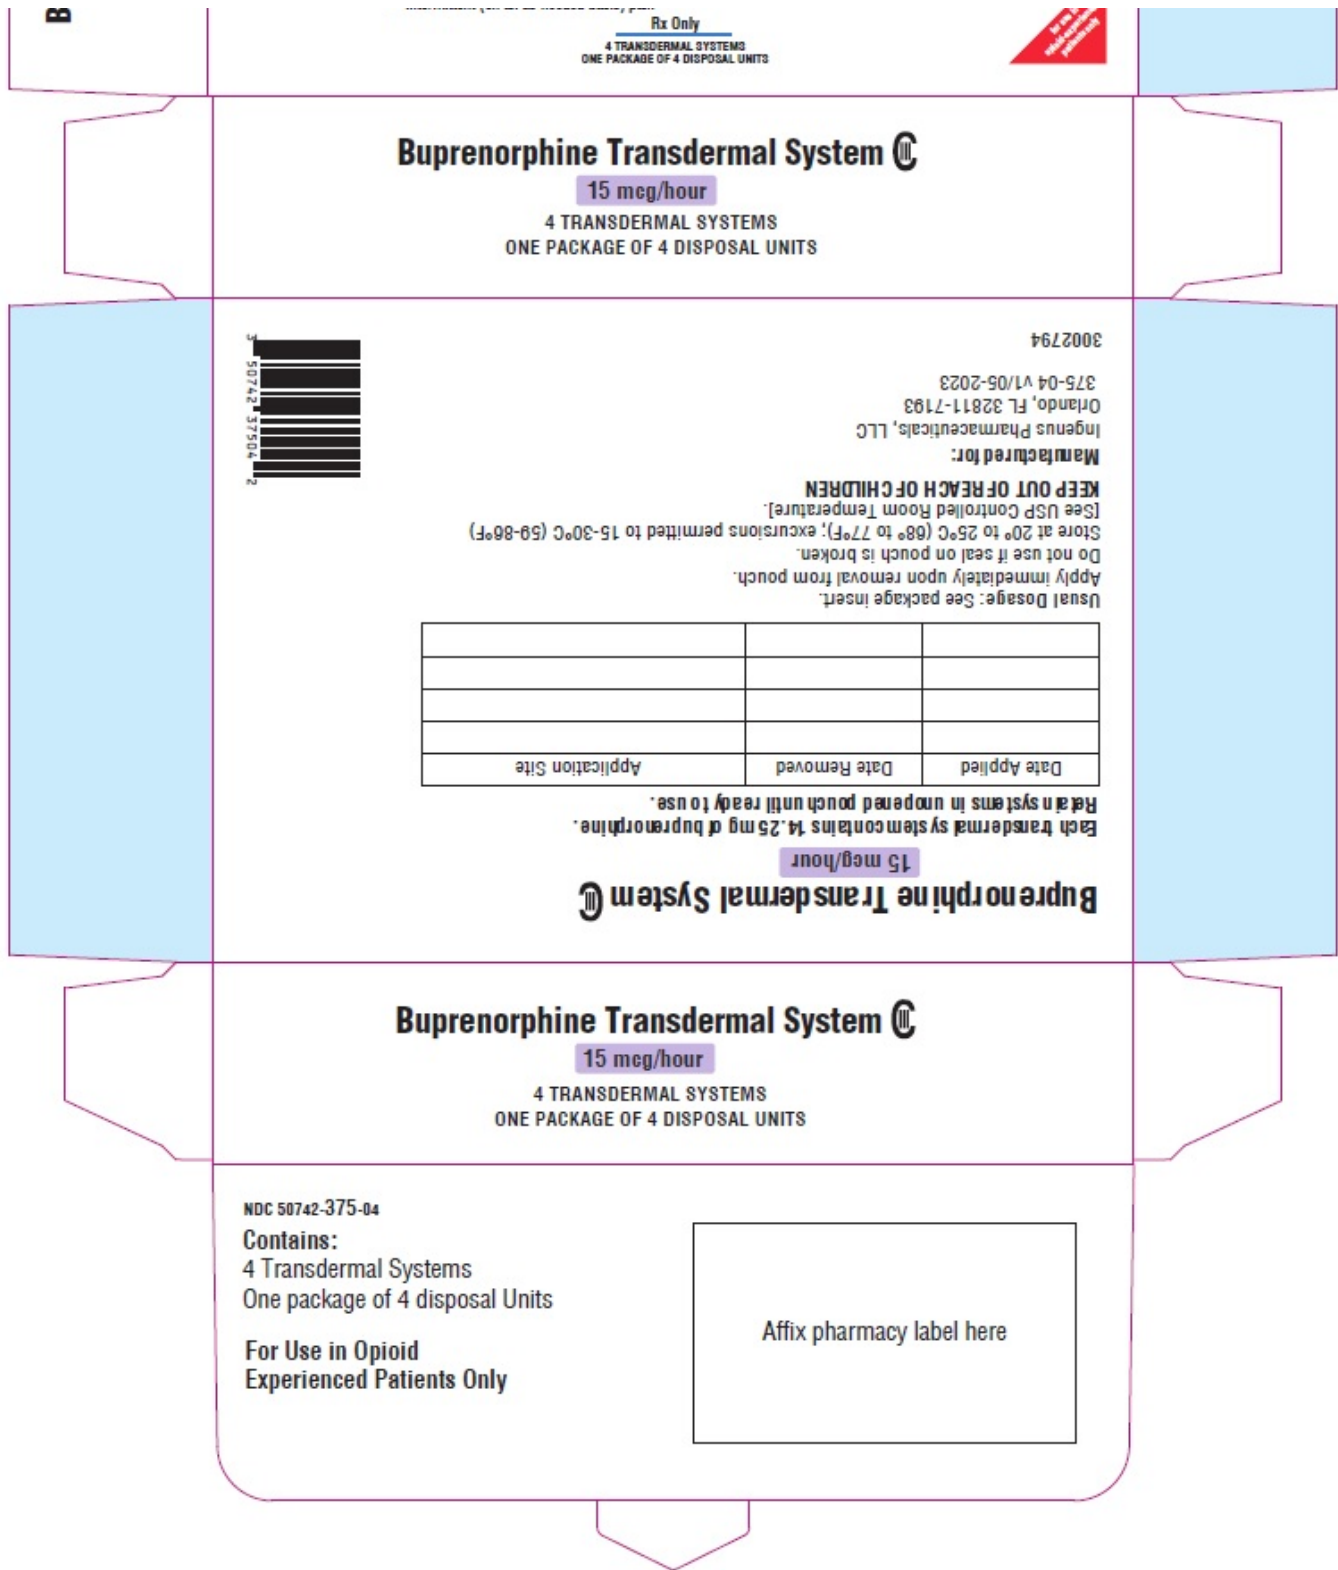 B
Rx Only
4 TRANSDERMAL SYSTEMS
ONE PACKAGE OF 4 DISPOSAL UNITS
for use in
opioid-experienced
patients only
Buprenorphine Transdermal System CIII
15 mcg/hour
4 TRANSDERMAL SYSTEMS
ONE PACKAGE OF 4 DISPOSAL UNITS
Buprenorphine Transdermal System CIII
15 mcg/hour
Each transdermal system contains 14.25 mg of buprenorphine.
Retain systems in unopened pouch until ready to use.
Date Applied Date Removed Application Site
Usual Dosage: See package insert.
Apply immediately upon removal from pouch.
Do not use if seal on pouch is broken.
Store at 20° to 25°C (68° to 77°F); excursions permitted to 15-30°C (59-86°F)
[See USP Controlled Room Temperature].
KEEP OUT OF REACH OF CHILDREN
Manufactured for:
Ingenus Pharmaceuticals, LLC
Orlando, FL 32811-7193
375-04 v1/05-2023
3002794
3 50742 37504 2
Buprenorphine Transdermal System CIII
15 mcg/hour
4 TRANSDERMAL SYSTEMS
ONE PACKAGE OF 4 DISPOSAL UNITS
NDC 50742-375-04
Contains:
4 Transdermal Systems
One package of 4 disposal Units
For Use in Opioid
Experienced Patients Only
Affix pharmacy label here